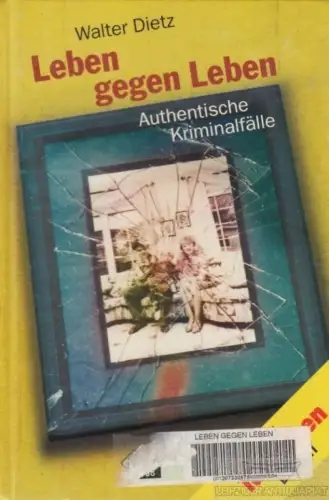 Walter Dietz
Leben
gegen Leben
Authentische
Kriminalfälle
LEBEN GEGEN LEBEN